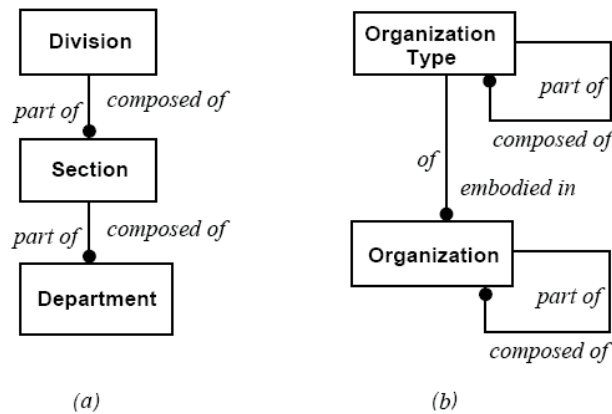 Division
part of
composed of
Section
part of
composed of
Department
(a)
Organization
Type
part of
composed of
of
embodied in
Organization
part of
composed of
(b)